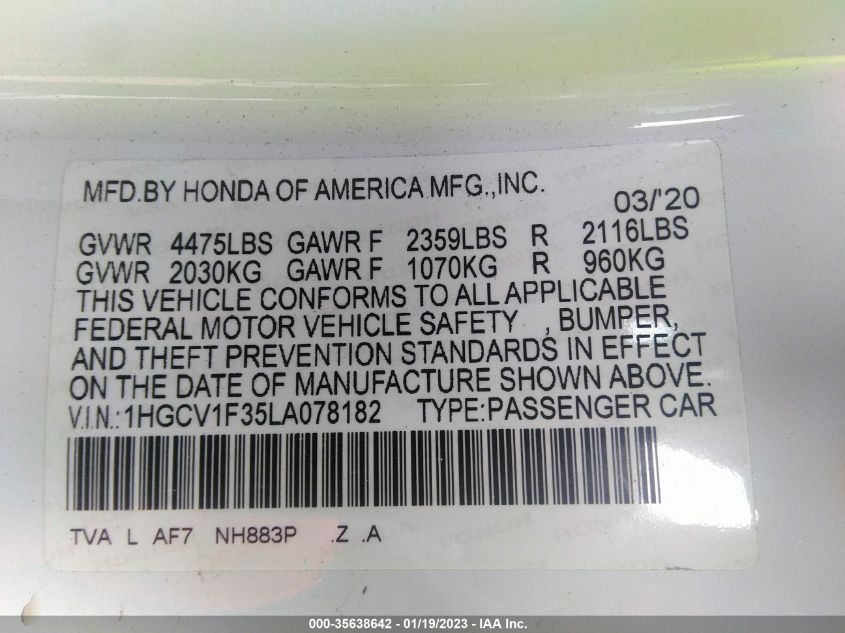 MFD.BY HONDA OF AMERICA MFG.,INC. 03/'20
GVWR 4475LBS GAWR F 2359LBS R 2116LBS
GVWR 2030KG GAWR F 1070KG R 960KG
THIS VEHICLE CONFORMS TO ALL APPLICABLE
FEDERAL MOTOR VEHICLE SAFETY , BUMPER,
AND THEFT PREVENTION STANDARDS IN EFFECT
ON THE DATE OF MANUFACTURE SHOWN ABOVE.
V.I.N.:1HGCV1F35LA078182 TYPE:PASSENGER CAR
TVA L AF7 NH883P .Z .A
000-35638642 - 01/19/2023 - IAA Inc.